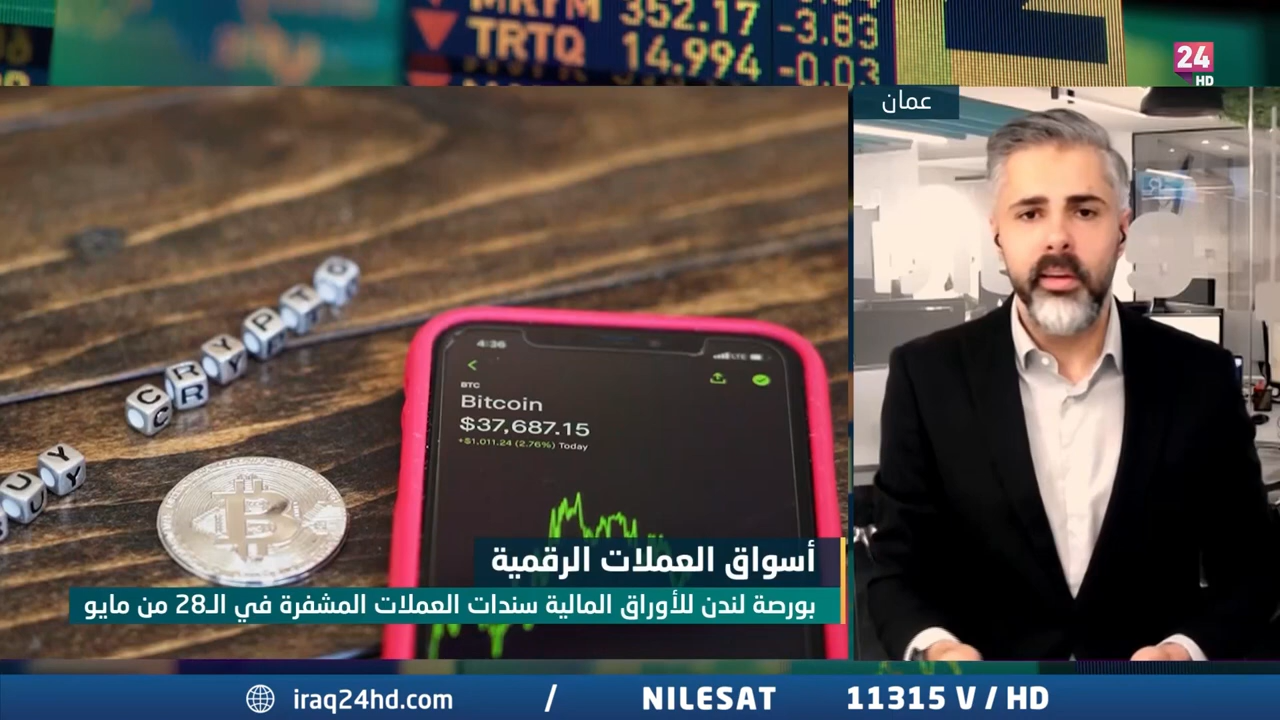 MKYM 352.17 -3.83
TRTQ 14.994 -0.03
24
HD
عمان
CRYPTO
4:36
LTE
BTC
Bitcoin
$37,687.15
+$1,011.24 (2.76%) Today
أسواق العملات الرقمية
بورصة لندن للأوراق المالية سندات العملات المشفرة في الـ28 من مايو
iraq24hd.com / NILESAT 11315 V / HD